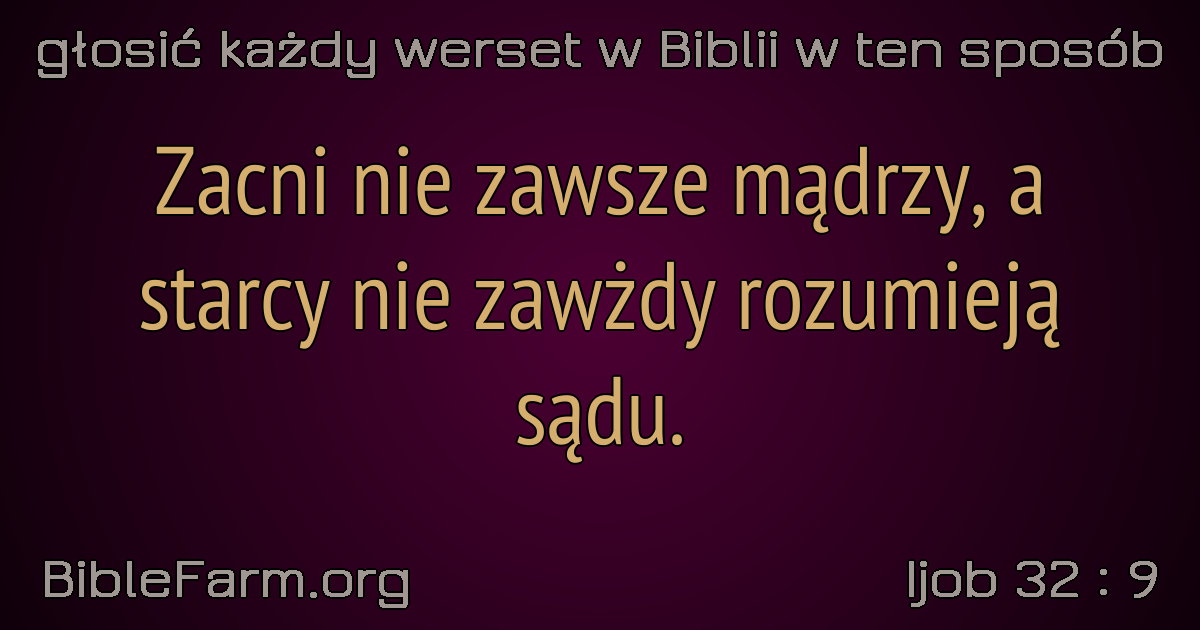 głosić każdy werset w Biblii w ten sposób
Zacni nie zawsze mądrzy, a
starcy nie zawżdy rozumieją
sądu.
BibleFarm.org
Ijob 32 : 9